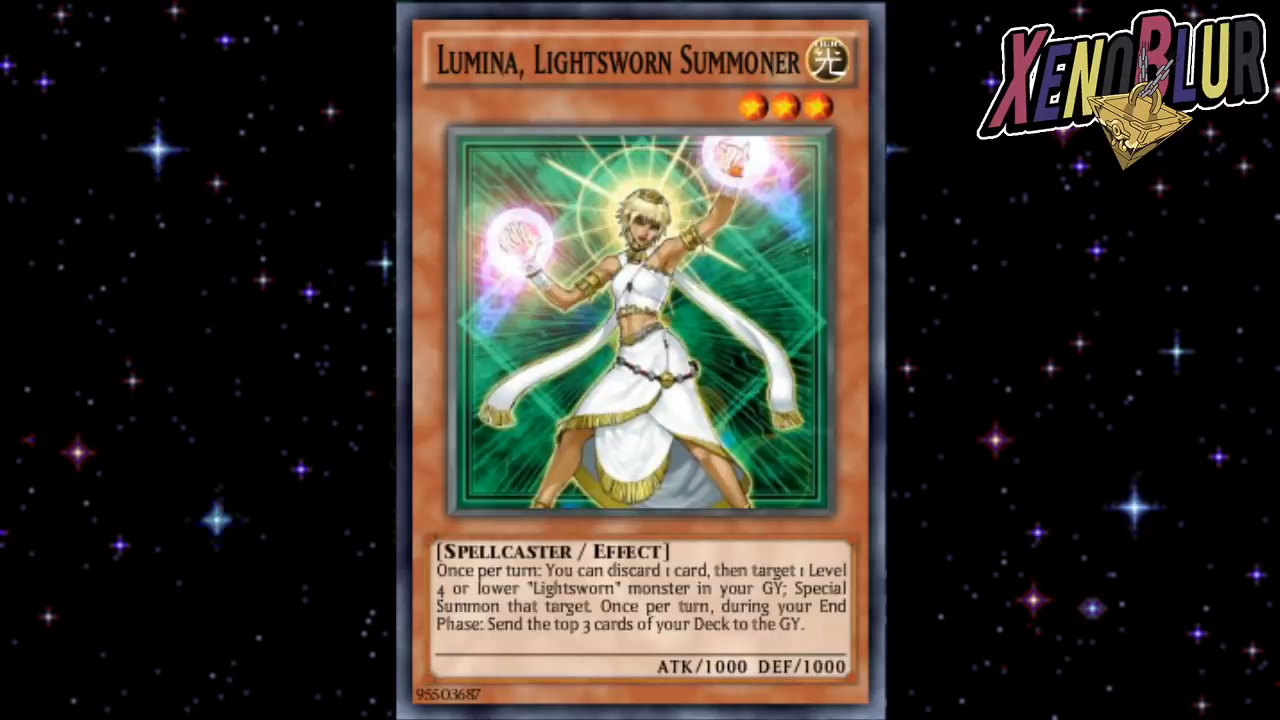 XENOBLUR
LUMINA, LIGHTSWORN SUMMONER
光
[SPELLCASTER / EFFECT]
Once per turn: You can discard 1 card, then target 1 Level
4 or lower "Lightsworn" monster in your GY; Special
Summon that target. Once per turn, during your End
Phase: Send the top 3 cards of your Deck to the GY.
ATK/1000 DEF/1000
95503687